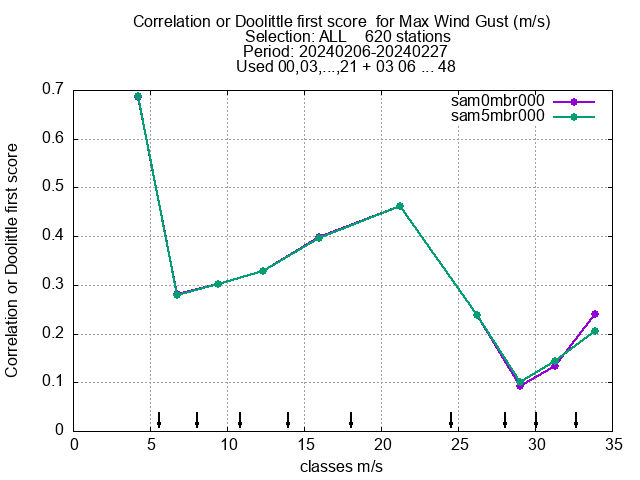 Correlation or Doolittle first score  for Max Wind Gust (m/s)
Selection: ALL    620 stations
Period: 20240206-20240227
Used 00,03,...,21 + 03 06 ... 48
sam0mbr000
sam5mbr000
Correlation or Doolittle first score
0.7
0.6
0.5
0.4
0.3
0.2
0.1
0
0 5 10 15 20 25 30 35
classes m/s